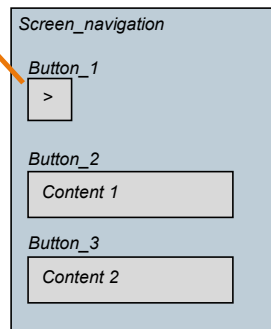 Screen_navigation
Button_1
>
Button_2
Content 1
Button_3
Content 2